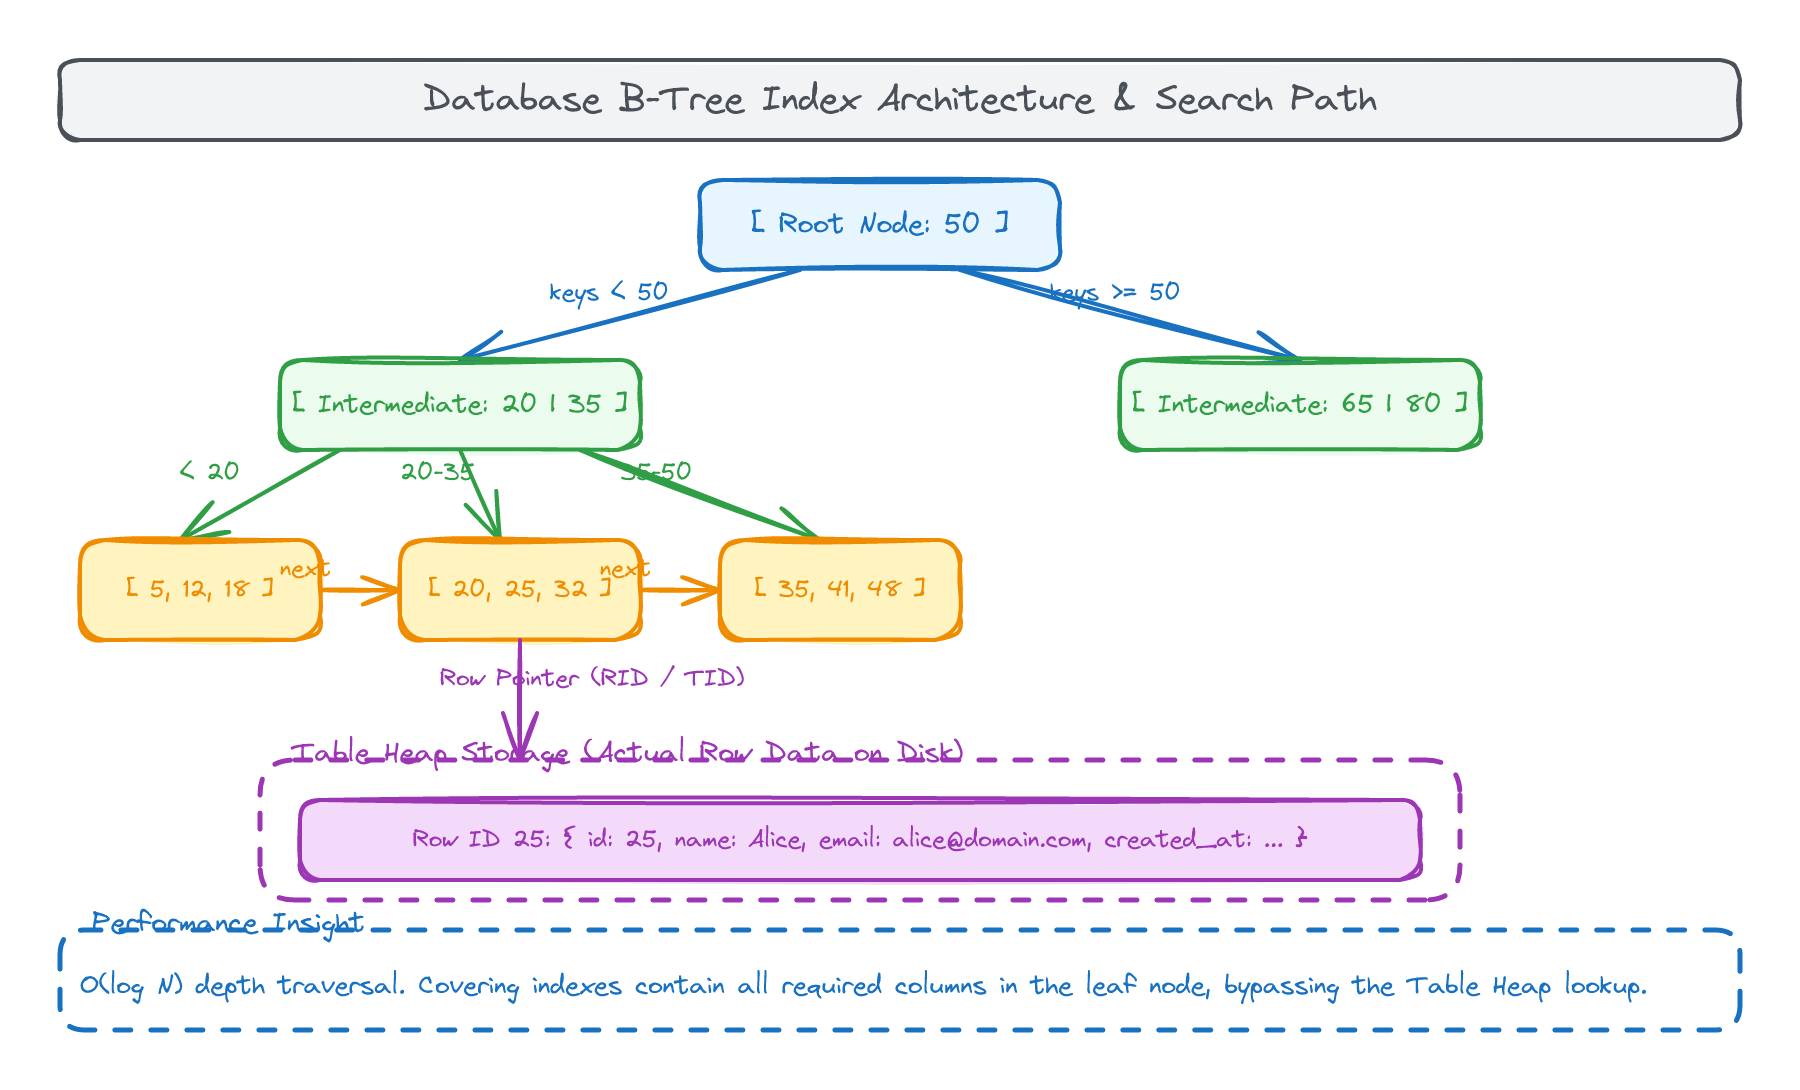 Database B-Tree Index Architecture & Search Path
[ Root Node: 50 ]
keys < 50
keys >= 50
[ Intermediate: 20 | 35 ]
[ Intermediate: 65 | 80 ]
< 20
20-35
35-50
[ 5, 12, 18 ]
next
[ 20, 25, 32 ]
next
[ 35, 41, 48 ]
Row Pointer (RID / TID)
Table Heap Storage (Actual Row Data on Disk)
Row ID 25: { id: 25, name: Alice, email: alice@domain.com, created_at: ... }
Performance Insight
O(log N) depth traversal. Covering indexes contain all required columns in the leaf node, bypassing the Table Heap lookup.